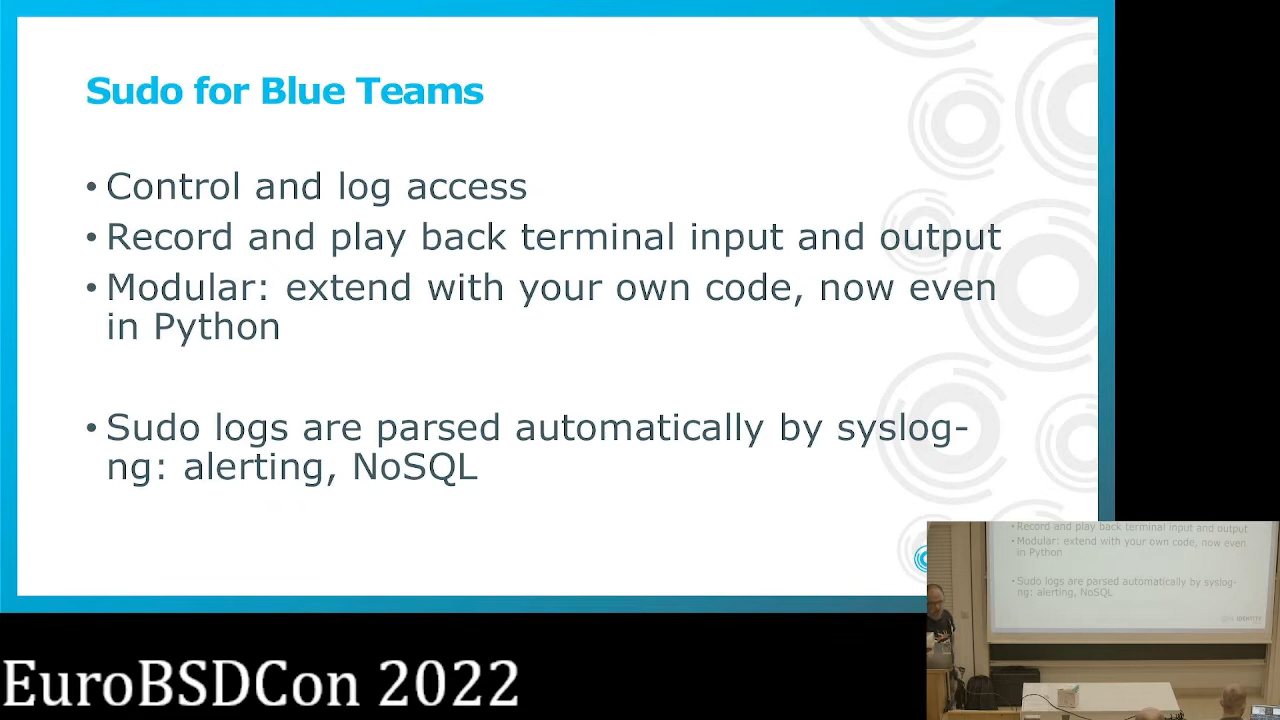 Sudo for Blue Teams
• Control and log access
• Record and play back terminal input and output
• Modular: extend with your own code, now even
in Python
• Sudo logs are parsed automatically by syslog-
ng: alerting, NoSQL
• Record and play back terminal input and output
• Modular: extend with your own code, now even
in Python
• Sudo logs are parsed automatically by syslog-
ng: alerting, NoSQL
ONE IDENTITY
EuroBSDCon 2022